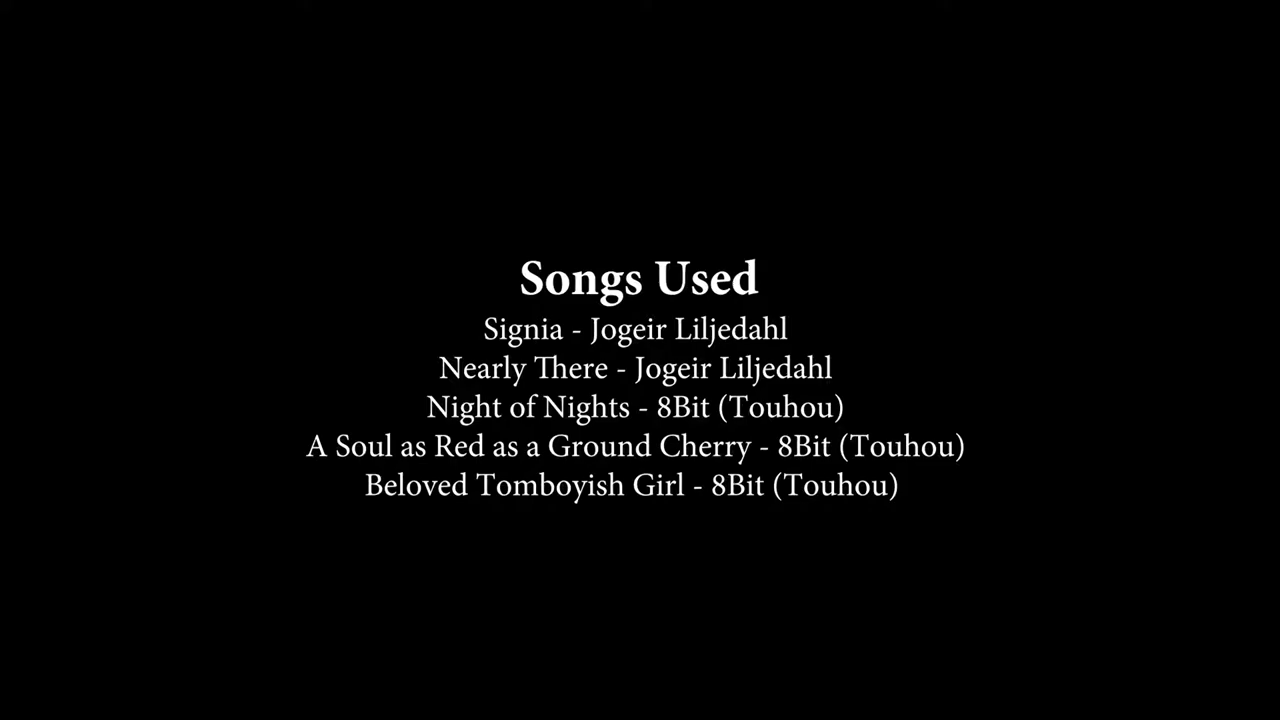 Songs Used
Signia - Jogeir Liljedahl
Nearly There - Jogeir Liljedahl
Night of Nights - 8Bit (Touhou)
A Soul as Red as a Ground Cherry - 8Bit (Touhou)
Beloved Tomboyish Girl - 8Bit (Touhou)